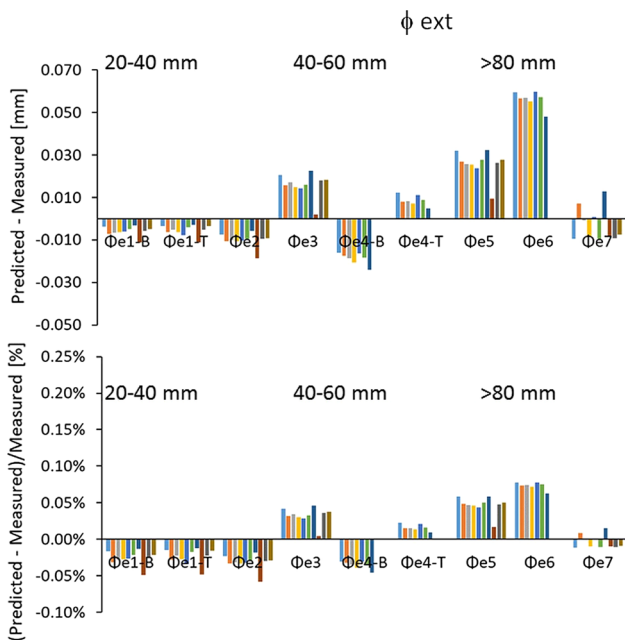 ϕ ext
20-40 mm 40-60 mm >80 mm
Predicted - Measured [mm]
0.070
0.050
0.030
0.010
-0.010
-0.030
-0.050
Φe1-B Φe1-T Φe2 Φe3 Φe4-B Φe4-T Φe5 Φe6 Φe7
(Predicted - Measured)/Measured [%]
0.25%
0.20%
0.15%
0.10%
0.05%
0.00%
-0.05%
-0.10%
20-40 mm 40-60 mm >80 mm
Φe1-B Φe1-T Φe2 Φe3 Φe4-B Φe4-T Φe5 Φe6 Φe7